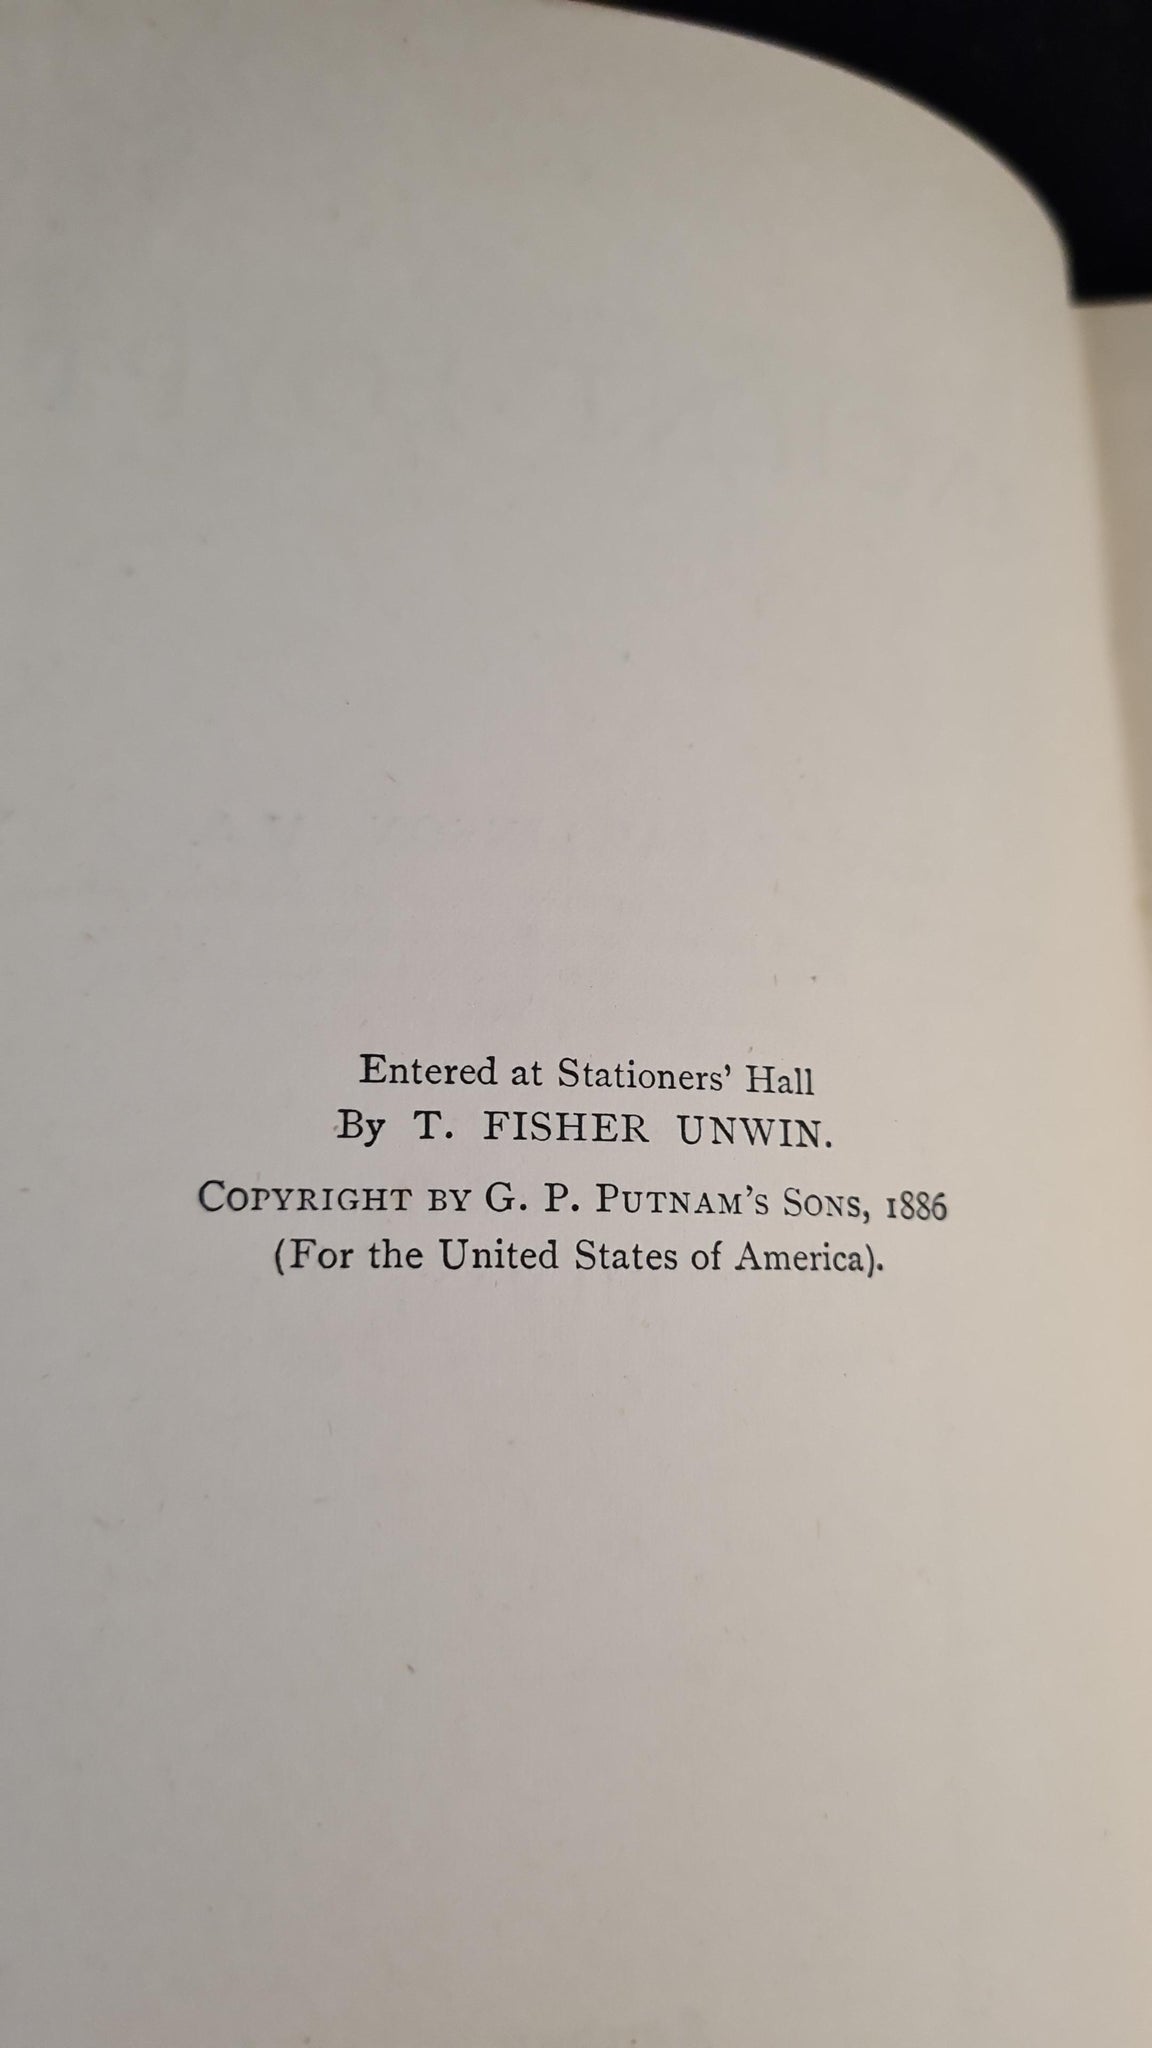 Entered at Stationers' Hall
By T. FISHER UNWIN.
COPYRIGHT BY G. P. PUTNAM'S SONS, 1886
(For the United States of America).